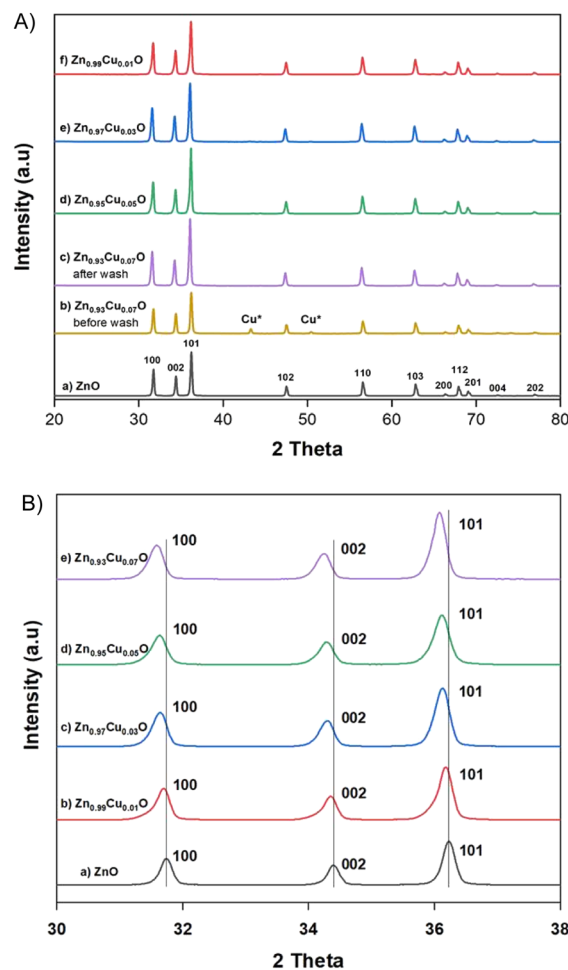 A)
f) Zn0.99Cu0.01O
e) Zn0.97Cu0.03O
d) Zn0.95Cu0.05O
c) Zn0.93Cu0.07O
after wash
b) Zn0.93Cu0.07O
before wash
Cu* Cu*
a) ZnO
100 002 101 102 110 103 200 112 201 004 202
Intensity (a.u)
20 30 40 50 60 70 80
2 Theta
B)
e) Zn0.93Cu0.07O
100 002 101
d) Zn0.95Cu0.05O
100 002 101
c) Zn0.97Cu0.03O
100 002 101
b) Zn0.99Cu0.01O
100 002 101
a) ZnO
100 002 101
Intensity (a.u)
30 32 34 36 38
2 Theta